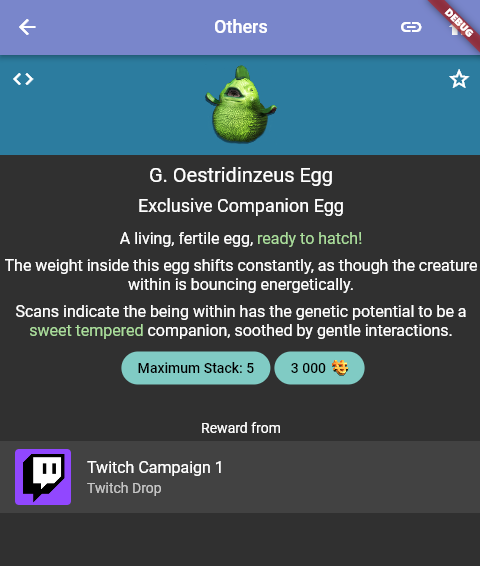 Others
DEBUG
G. Oestridinzeus Egg
Exclusive Companion Egg
A living, fertile egg, ready to hatch!
The weight inside this egg shifts constantly, as though the creature
within is bouncing energetically.
Scans indicate the being within has the genetic potential to be a
sweet tempered companion, soothed by gentle interactions.
Maximum Stack: 5
3 000
Reward from
Twitch Campaign 1
Twitch Drop